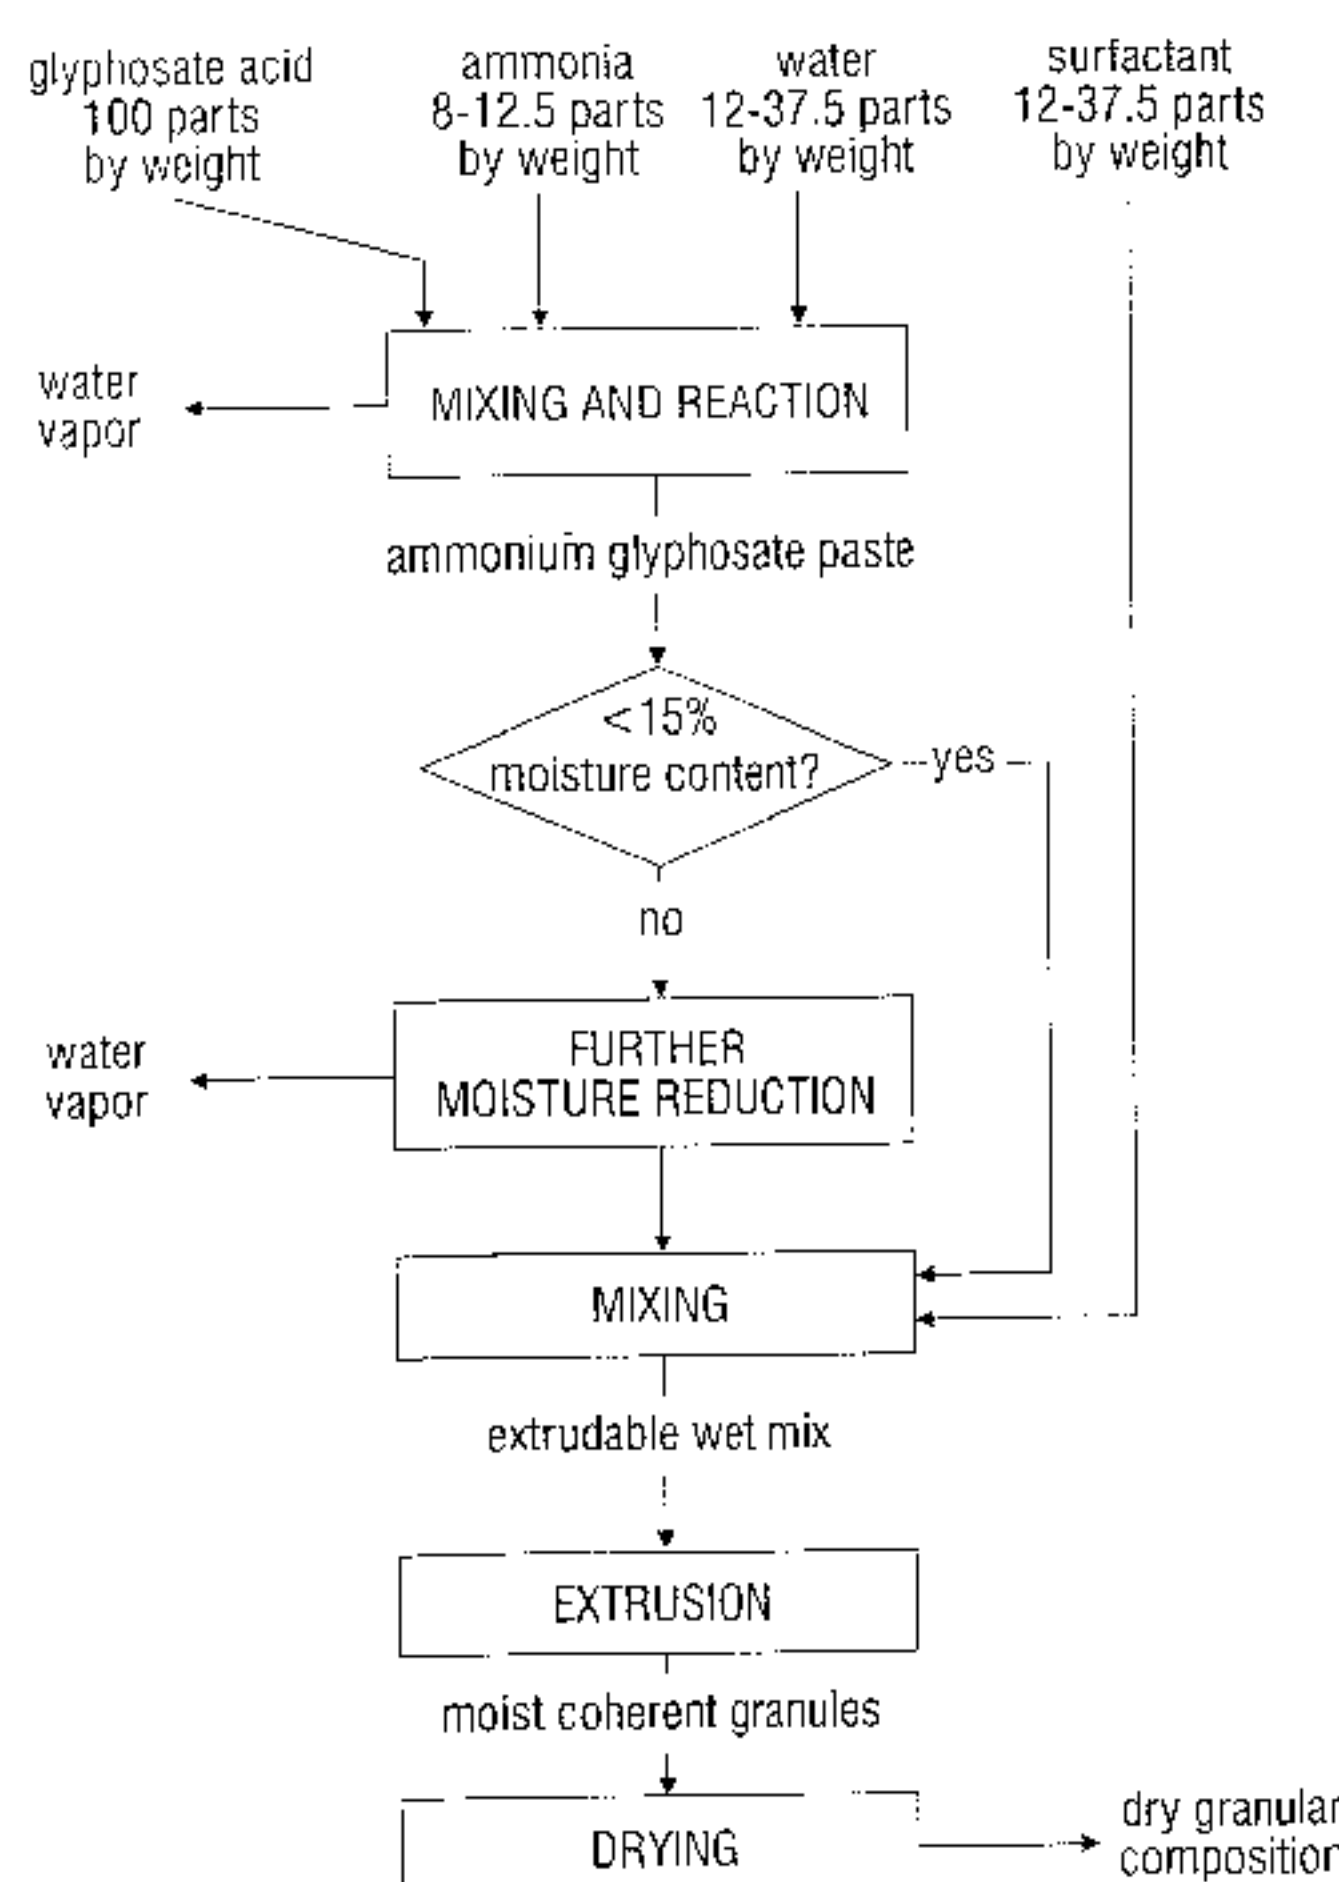 glyphosate acid
100 parts
by weight
ammonia
8-12.5 parts
by weight
water
12-37.5 parts
by weight
surfactant
12-37.5 parts
by weight
water
vapor
MIXING AND REACTION
ammonium glyphosate paste
<15%
moisture content?
yes
no
water
vapor
FURTHER
MOISTURE REDUCTION
MIXING
extrudable wet mix
EXTRUSION
moist coherent granules
DRYING
dry granular
composition